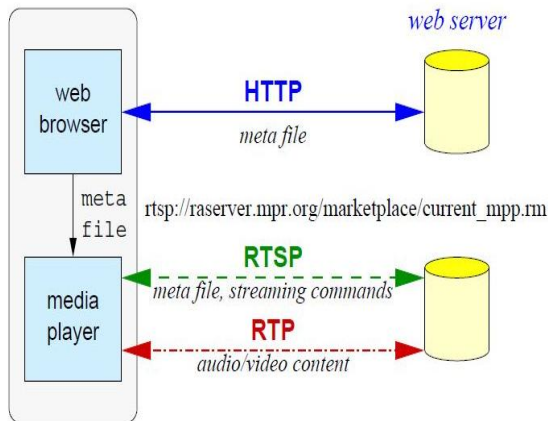 web server
web
browser
HTTP
meta file
meta
file
rtsp://raserver.mpr.org/marketplace/current_mpp.rm
media
player
RTSP
meta file, streaming commands
RTP
audio/video content